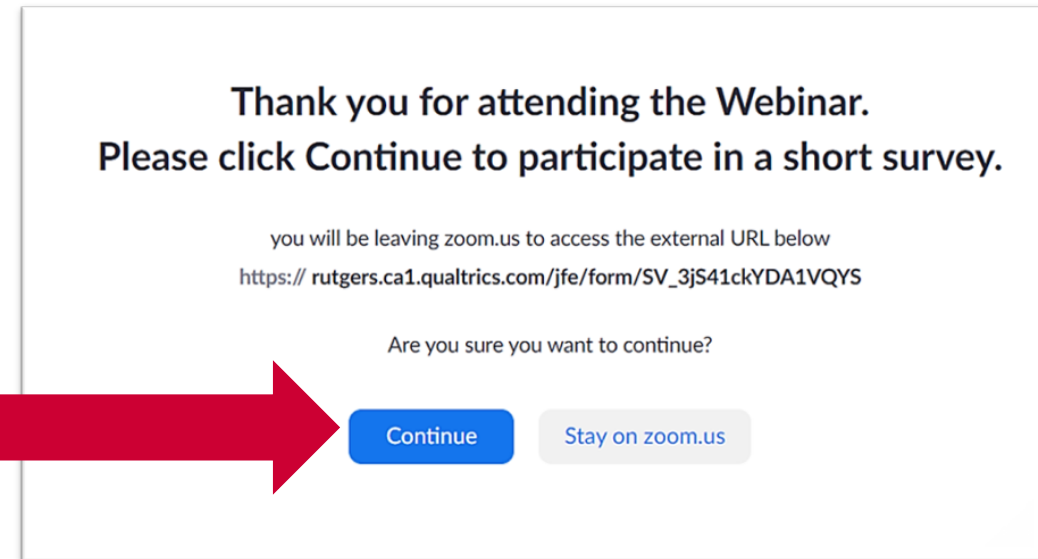 Thank you for attending the Webinar.
Please click Continue to participate in a short survey.
you will be leaving zoom.us to access the external URL below
https:// rutgers.ca1.qualtrics.com/jfe/form/SV_3jS41ckYDA1VQYS
Are you sure you want to continue?
Continue
Stay on zoom.us